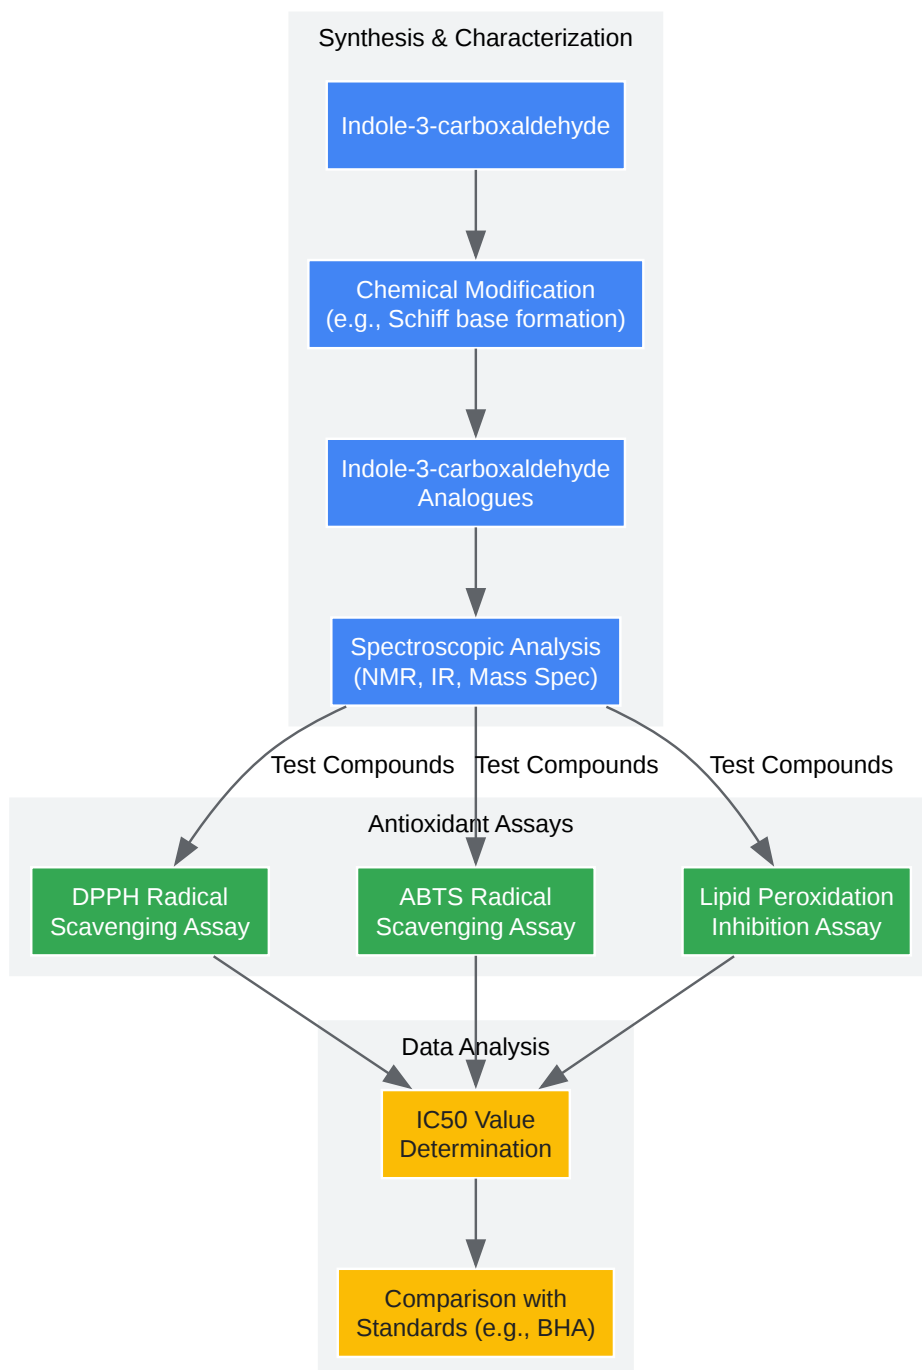 Synthesis & Characterization
Indole-3-carboxaldehyde
Chemical Modification
(e.g., Schiff base formation)
Indole-3-carboxaldehyde
Analogues
Spectroscopic Analysis
(NMR, IR, Mass Spec)
Test Compounds
Test Compounds
Test Compounds
Antioxidant Assays
DPPH Radical
Scavenging Assay
ABTS Radical
Scavenging Assay
Lipid Peroxidation
Inhibition Assay
Data Analysis
IC50 Value
Determination
Comparison with
Standards (e.g., BHA)